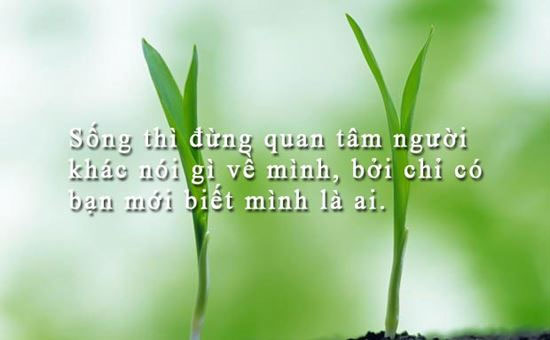 Sống thì đừng quan tâm người
khác nói gì về mình, bởi chỉ có
bạn mới biết mình là ai.